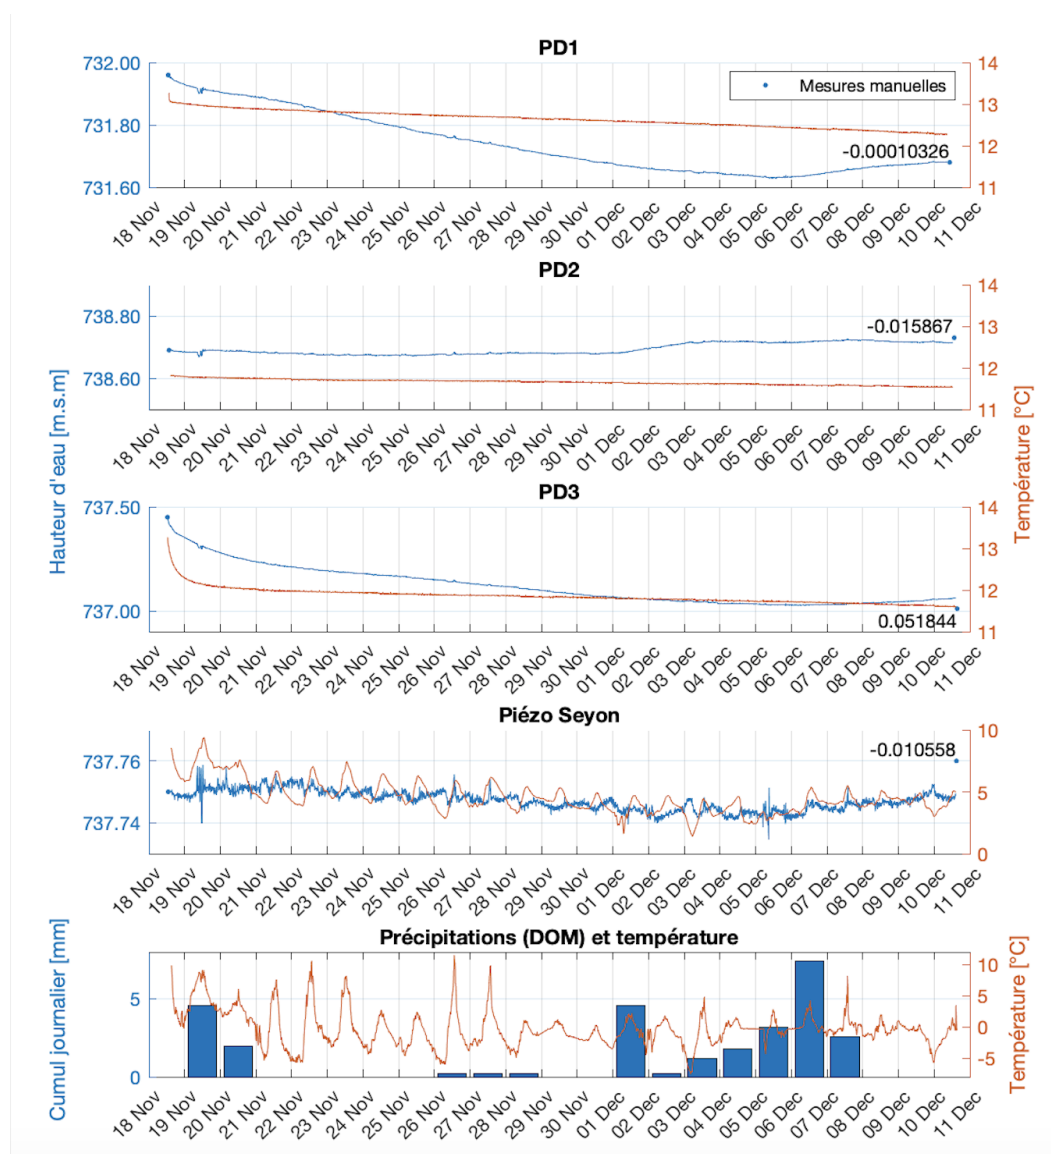 PD1
732.00
731.80
731.60
14
13
12
11
Mesures manuelles
-0.00010326
18 Nov 19 Nov 20 Nov 21 Nov 22 Nov 23 Nov 24 Nov 25 Nov 26 Nov 27 Nov 28 Nov 29 Nov 30 Nov 01 Dec 02 Dec 03 Dec 04 Dec 05 Dec 06 Dec 07 Dec 08 Dec 09 Dec 10 Dec 11 Dec
PD2
738.80
738.60
14
13
12
11
-0.015867
18 Nov 19 Nov 20 Nov 21 Nov 22 Nov 23 Nov 24 Nov 25 Nov 26 Nov 27 Nov 28 Nov 29 Nov 30 Nov 01 Dec 02 Dec 03 Dec 04 Dec 05 Dec 06 Dec 07 Dec 08 Dec 09 Dec 10 Dec 11 Dec
Hauteur d'eau [m.s.m]
Température [°C]
PD3
737.50
737.00
14
13
12
11
0.051844
18 Nov 19 Nov 20 Nov 21 Nov 22 Nov 23 Nov 24 Nov 25 Nov 26 Nov 27 Nov 28 Nov 29 Nov 30 Nov 01 Dec 02 Dec 03 Dec 04 Dec 05 Dec 06 Dec 07 Dec 08 Dec 09 Dec 10 Dec 11 Dec
Piézo Seyon
737.76
737.74
10
5
0
-0.010558
18 Nov 19 Nov 20 Nov 21 Nov 22 Nov 23 Nov 24 Nov 25 Nov 26 Nov 27 Nov 28 Nov 29 Nov 30 Nov 01 Dec 02 Dec 03 Dec 04 Dec 05 Dec 06 Dec 07 Dec 08 Dec 09 Dec 10 Dec 11 Dec
Précipitations (DOM) et température
Cumul journalier [mm]
5
0
10
5
0
-5
Température [°C]
18 Nov 19 Nov 20 Nov 21 Nov 22 Nov 23 Nov 24 Nov 25 Nov 26 Nov 27 Nov 28 Nov 29 Nov 30 Nov 01 Dec 02 Dec 03 Dec 04 Dec 05 Dec 06 Dec 07 Dec 08 Dec 09 Dec 10 Dec 11 Dec